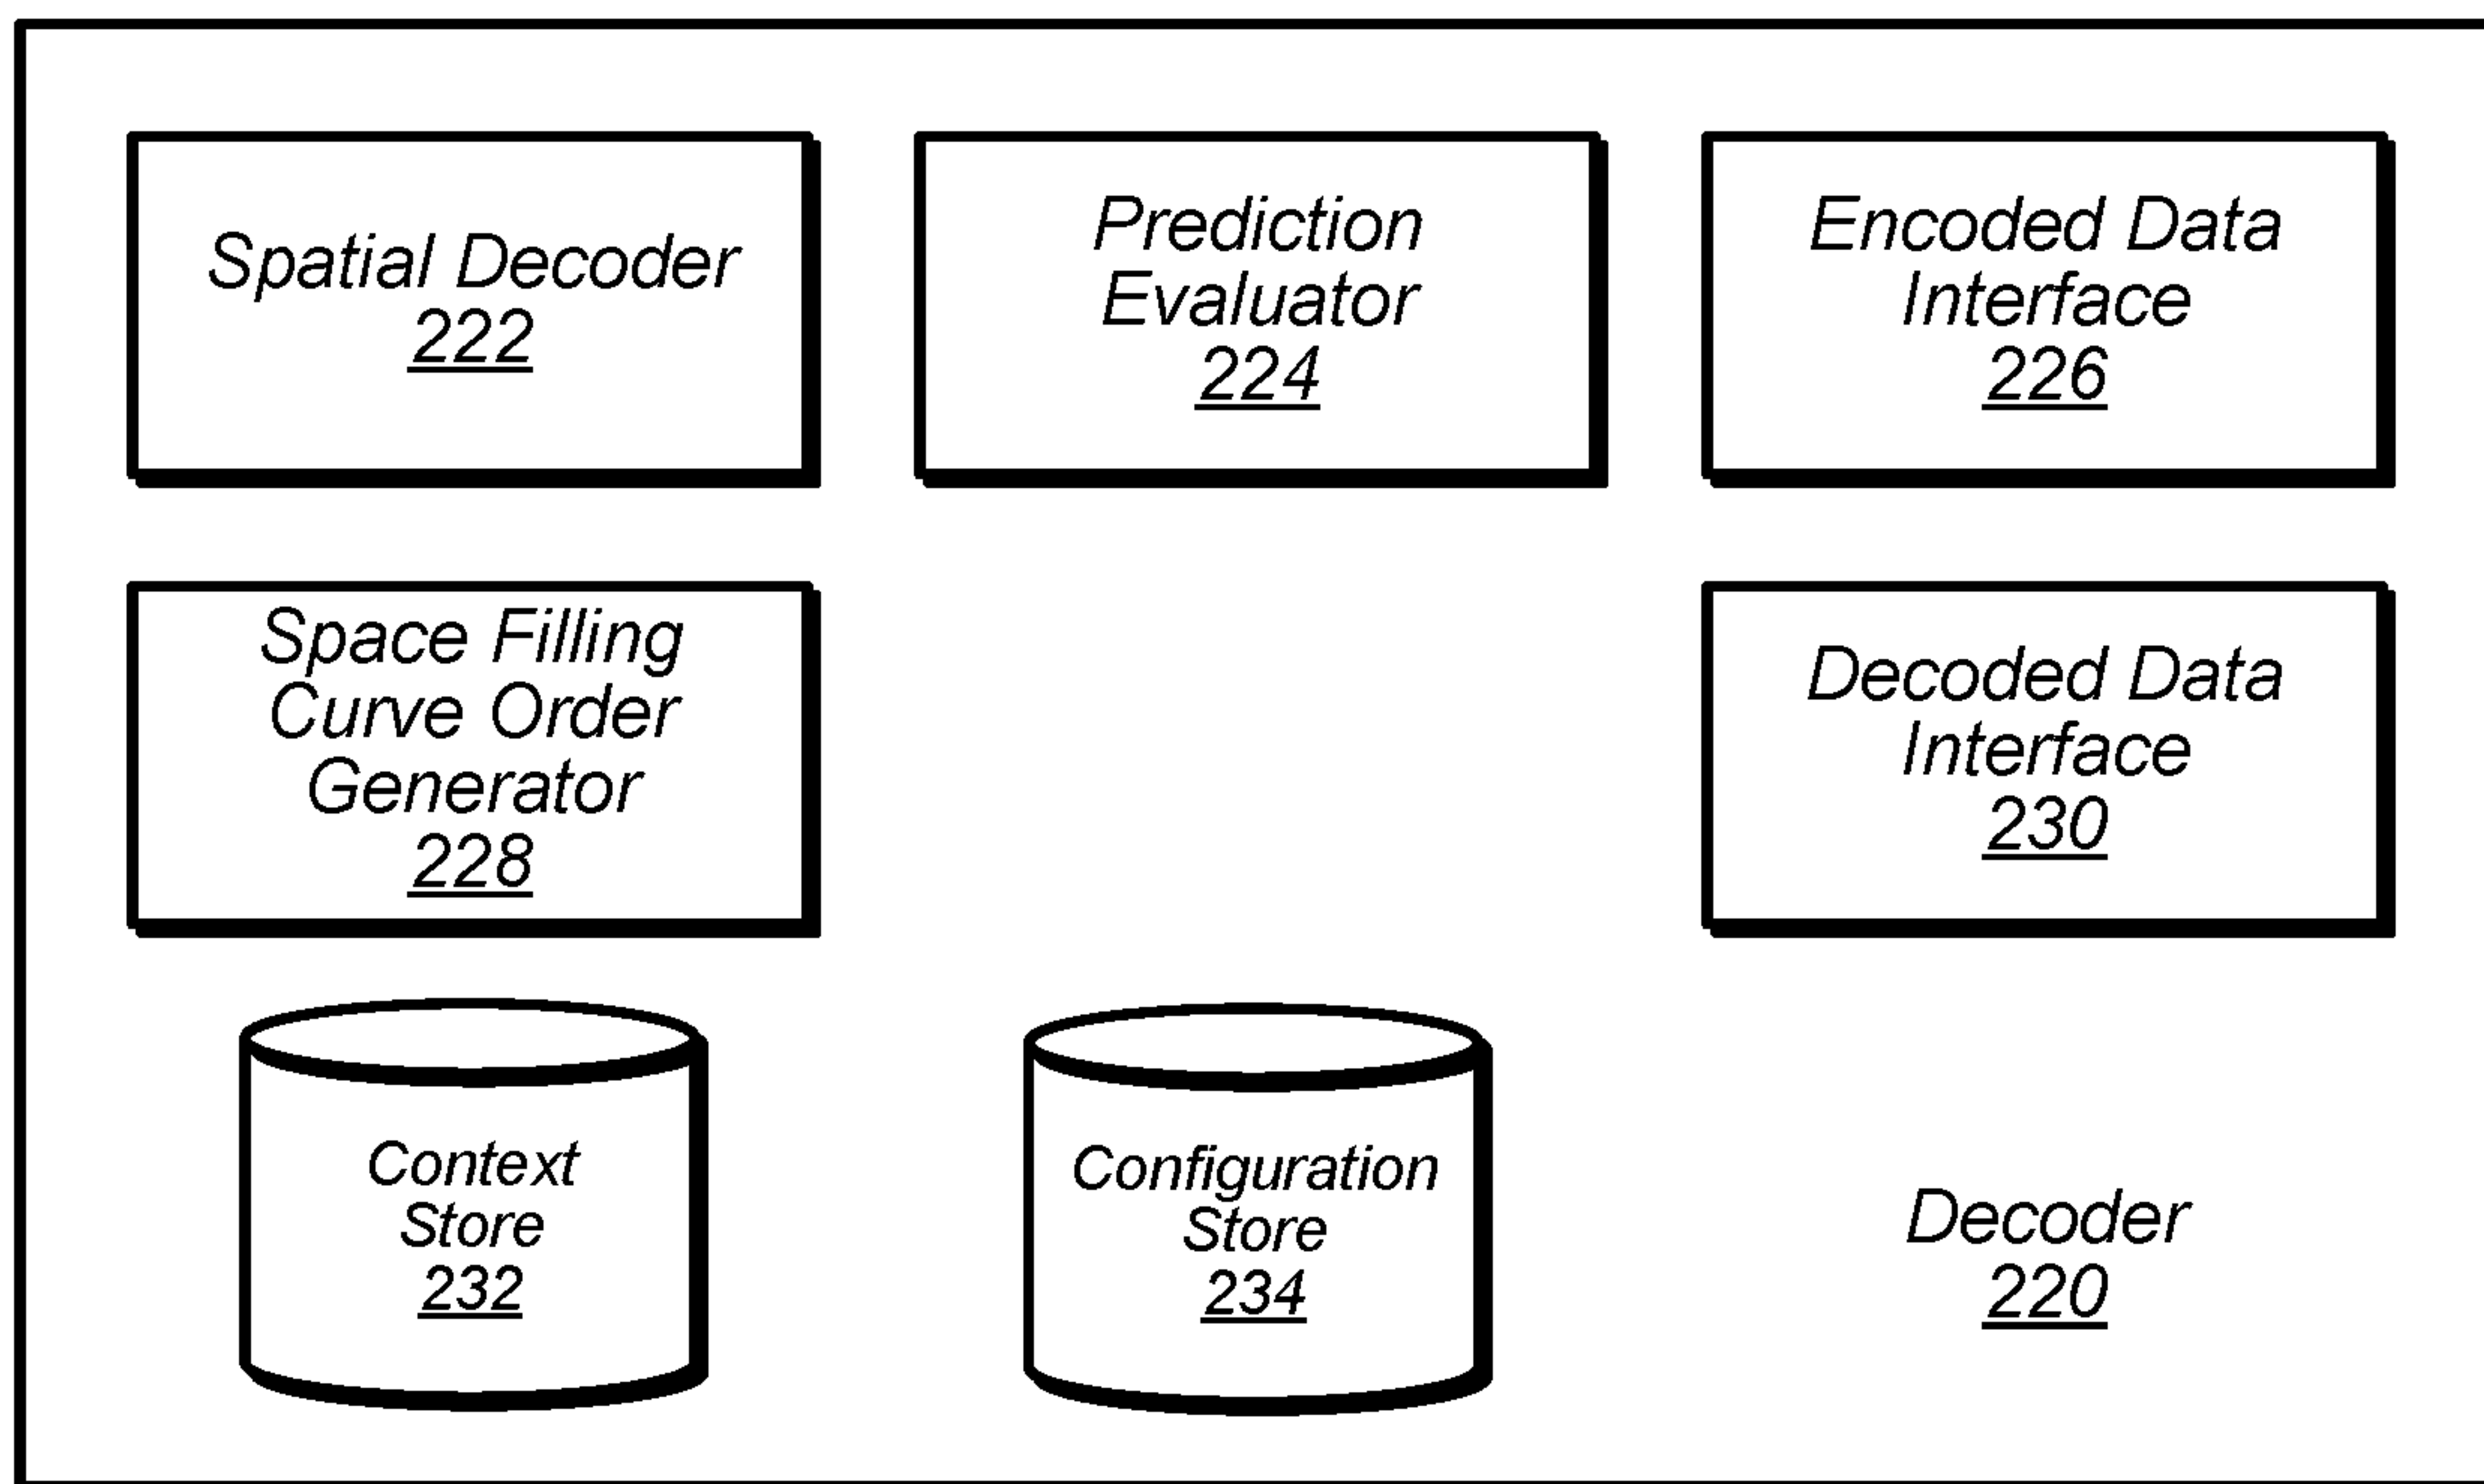 Spatial Decoder
222
Prediction
Evaluator
224
Encoded Data
Interface
226
Space Filling
Curve Order
Generator
228
Decoded Data
Interface
230
Context
Store
232
Configuration
Store
234
Decoder
220